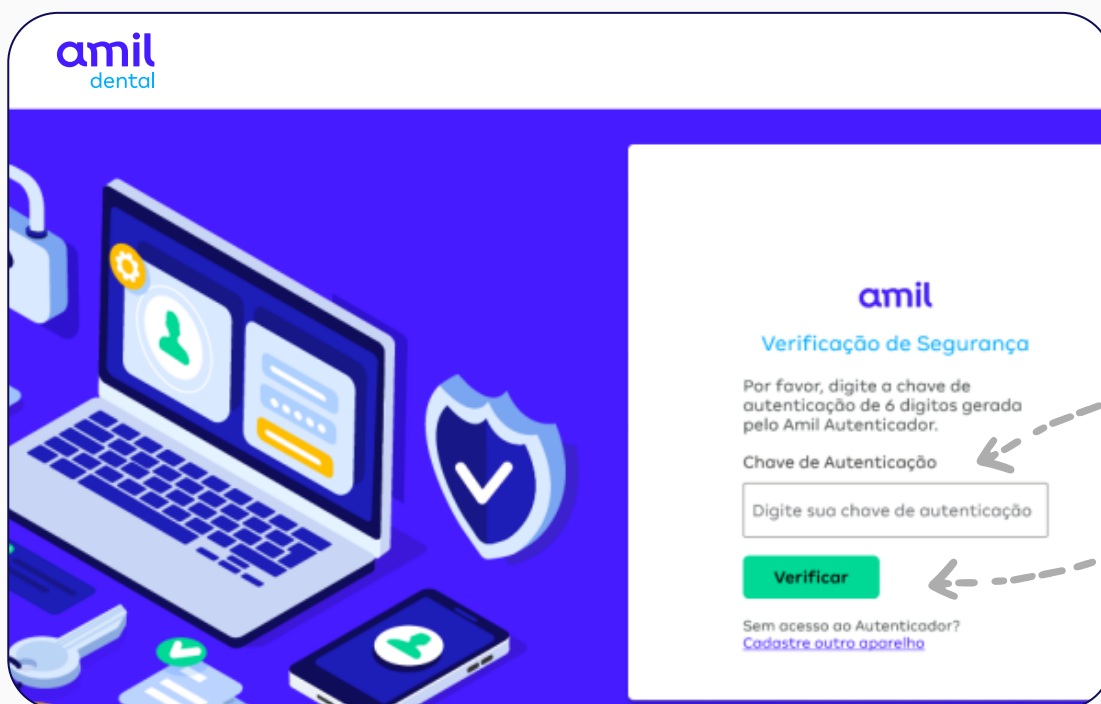 amil
dental
amil
Verificação de Segurança
Por favor, digite a chave de
autenticação de 6 digitos gerada
pelo Amil Autenticador.
Chave de Autenticação
Digite sua chave de autenticação
Verificar
Sem acesso ao Autenticador?
Cadastre outro aparelho